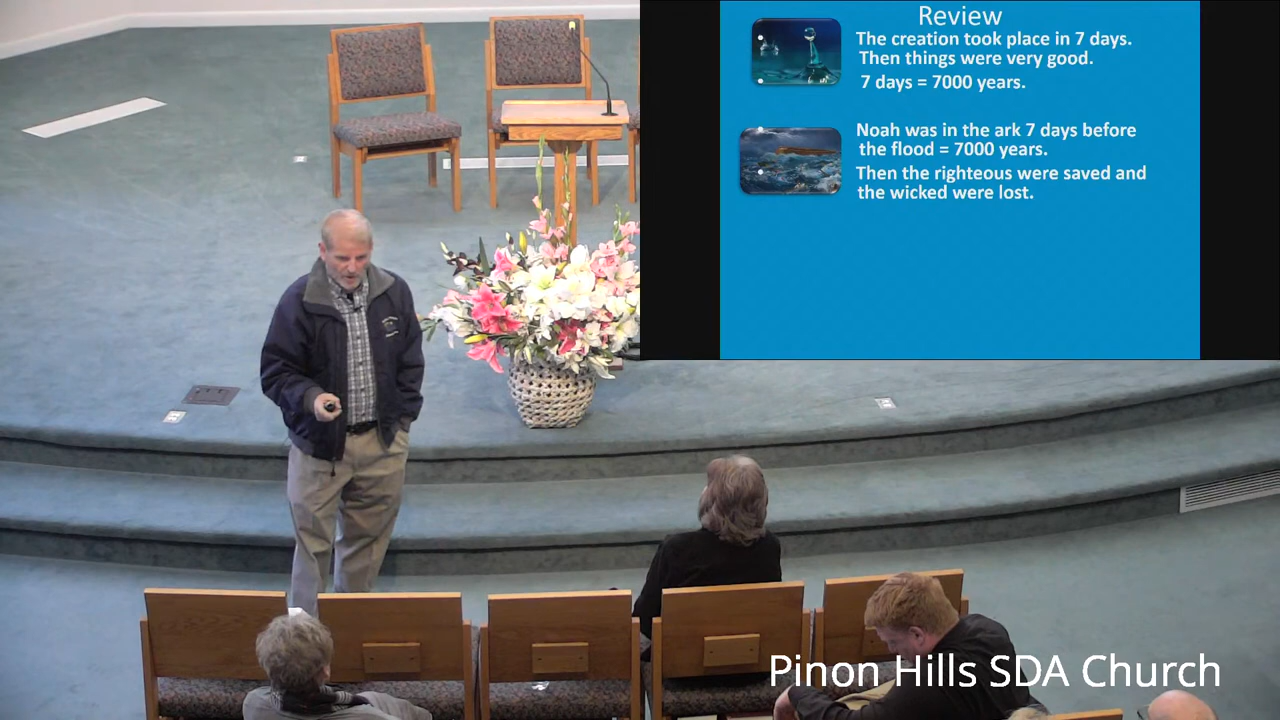 Review
The creation took place in 7 days.
Then things were very good.
7 days = 7000 years.
Noah was in the ark 7 days before
the flood = 7000 years.
Then the righteous were saved and
the wicked were lost.
Pinon Hills SDA Church